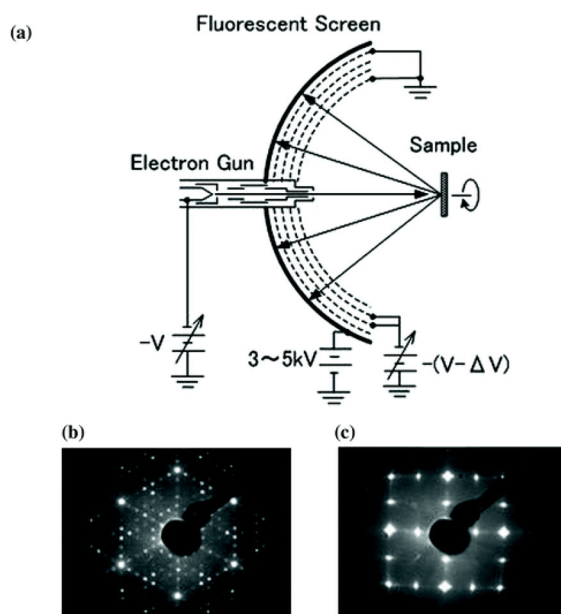 (a)
Fluorescent Screen
Electron Gun
Sample
-V
3～5kV
-(V-ΔV)
(b)
(c)